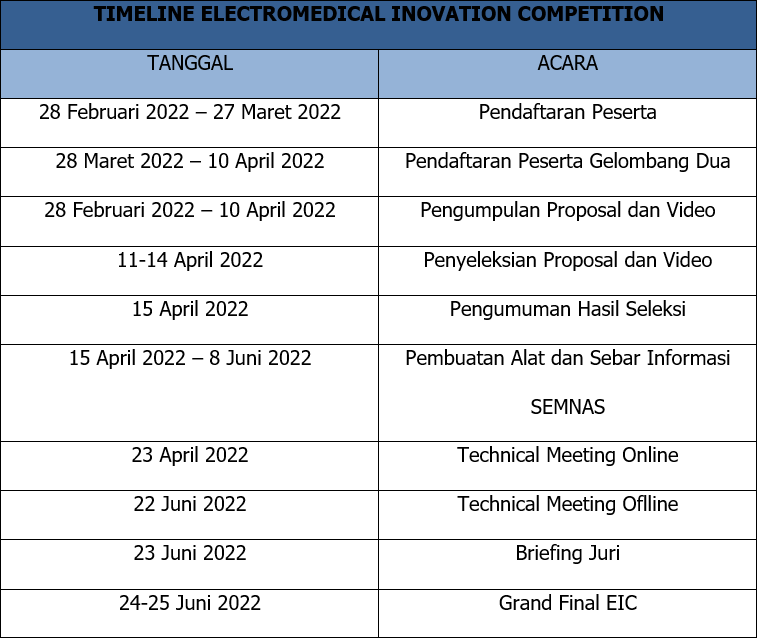 TIMELINE ELECTROMEDICAL INOVATION COMPETITION
TANGGAL ACARA
28 Februari 2022 – 27 Maret 2022 Pendaftaran Peserta
28 Maret 2022 – 10 April 2022 Pendaftaran Peserta Gelombang Dua
28 Februari 2022 – 10 April 2022 Pengumpulan Proposal dan Video
11-14 April 2022 Penyeleksian Proposal dan Video
15 April 2022 Pengumuman Hasil Seleksi
15 April 2022 – 8 Juni 2022 Pembuatan Alat dan Sebar Informasi
SEMNAS
23 April 2022 Technical Meeting Online
22 Juni 2022 Technical Meeting Oflline
23 Juni 2022 Briefing Juri
24-25 Juni 2022 Grand Final EIC